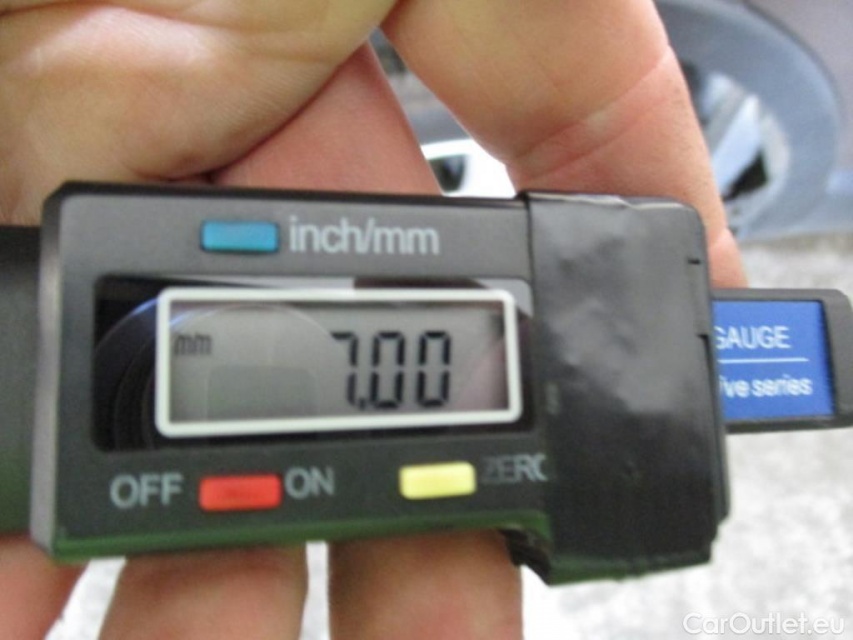 inch/mm
mm 7.00
OFF ON ZERO
GAUGE
ive series
CarOutlet.eu